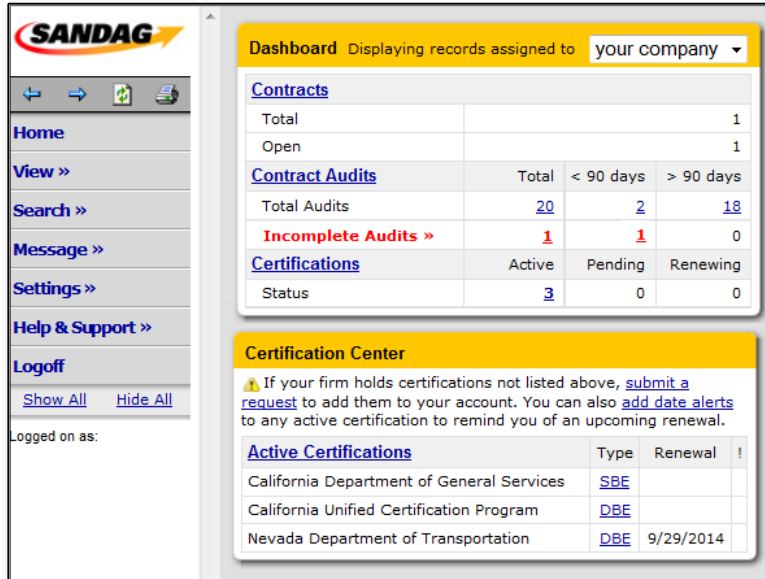 SANDAG
Home
View »
Search »
Message »
Settings »
Help & Support »
Logoff
Show All Hide All
Logged on as:
Dashboard Displaying records assigned to your company
Contracts
Total 1
Open 1
Contract Audits Total < 90 days > 90 days
Total Audits 20 2 18
Incomplete Audits » 1 1 0
Certifications Active Pending Renewing
Status 3 0 0
Certification Center
If your firm holds certifications not listed above, submit a
request to add them to your account. You can also add date alerts
to any active certification to remind you of an upcoming renewal.
Active Certifications Type Renewal !
California Department of General Services SBE
California Unified Certification Program DBE
Nevada Department of Transportation DBE 9/29/2014